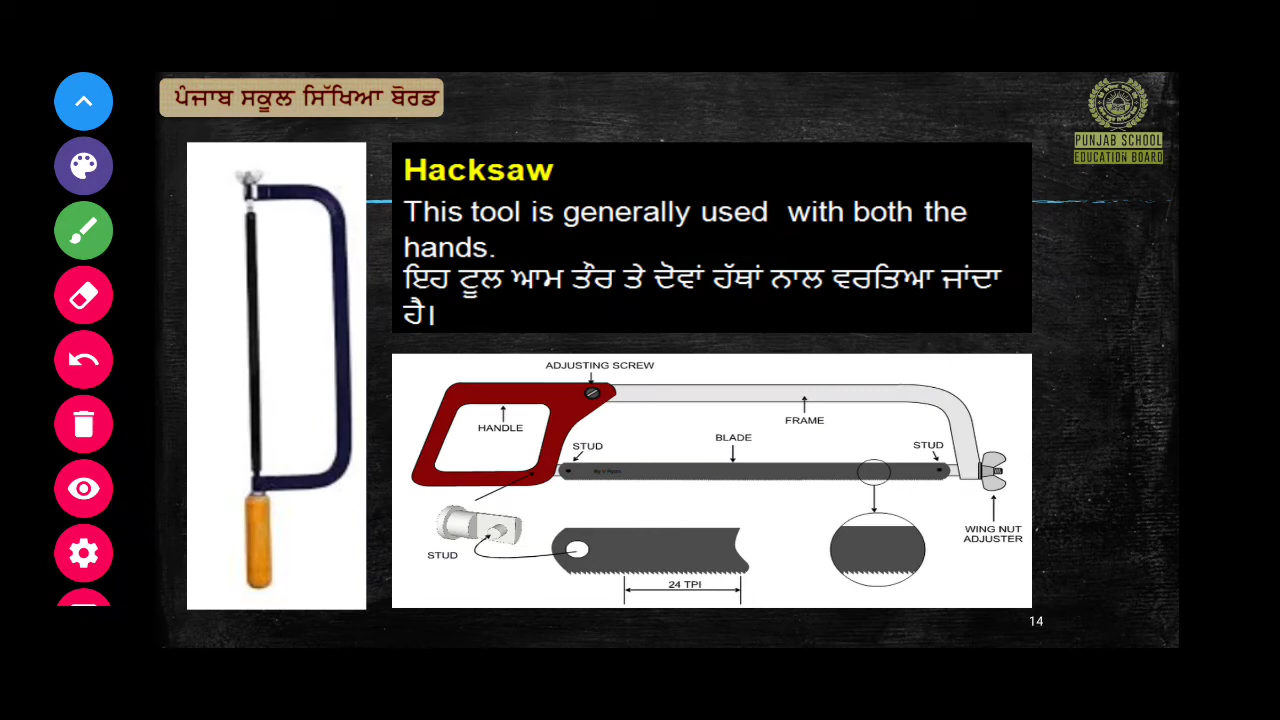 ਪੰਜਾਬ ਸਕੂਲ ਸਿੱਖਿਆ ਬੋਰਡ
PUNJAB SCHOOL
EDUCATION BOARD
Hacksaw
This tool is generally used with both the
hands.
ਇਹ ਟੂਲ ਆਮ ਤੌਰ ਤੇ ਦੋਵਾਂ ਹੱਥਾਂ ਨਾਲ ਵਰਤਿਆ ਜਾਂਦਾ
ਹੈ।
ADJUSTING SCREW
HANDLE
FRAME
STUD
BLADE
STUD
WING NUT
ADJUSTER
STUD
24 TPI
14